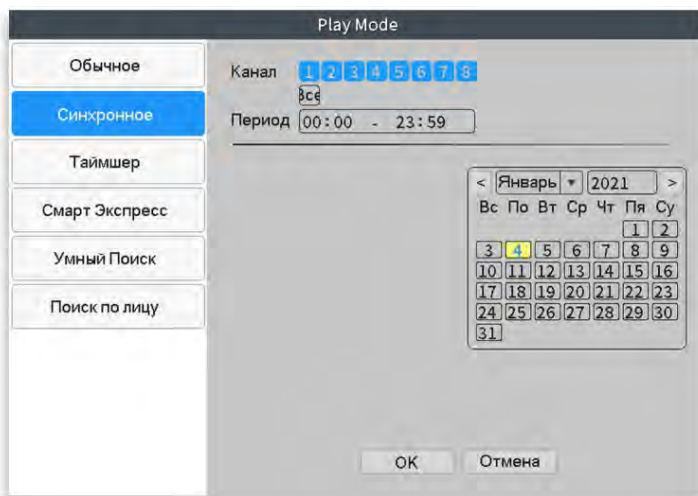 Play Mode
Обычное
Синхронное
Таймшер
Смарт Экспресс
Умный Поиск
Поиск по лицу
Канал 1 2 3 4 5 6 7 8
Все
Период 00:00 - 23:59
< Январь ▾ 2021 >
Вс По Вт Ср Чт Пя Су
1 2
3 4 5 6 7 8 9
10 11 12 13 14 15 16
17 18 19 20 21 22 23
24 25 26 27 28 29 30
31
OK Отмена